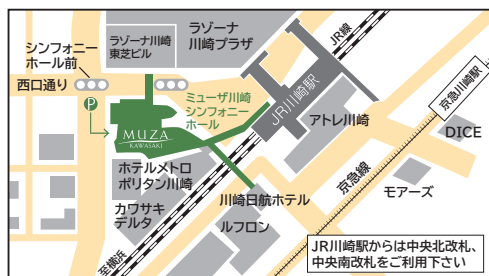 ラゾーナ
川崎プラザ
JR線
ラゾーナ川崎
東芝ビル
シンフォニー
ホール前
西口通り
P
ミューザ川崎
シンフォニー
ホール
JR川崎駅
京急川崎駅
MUZA
KAWASAKI
アトレ川崎
DICE
ホテルメトロ
ポリタン川崎
京急線
モアーズ
カワサキ
デルタ
川崎日航ホテル
ルフロン
至横浜
JR川崎駅からは中央北改札、
中央南改札をご利用下さい